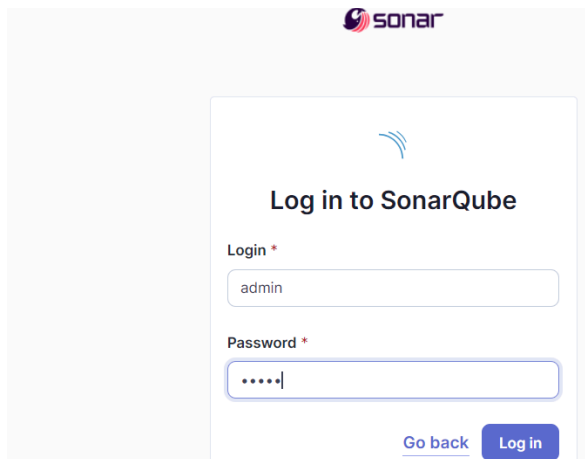 sonar
Log in to SonarQube
Login *
admin
Password *
•••••
Go back Log in